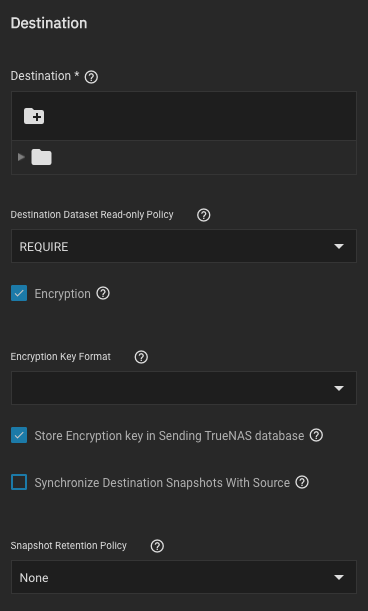 Destination
Destination *
Destination Dataset Read-only Policy
REQUIRE
Encryption
Encryption Key Format
Store Encryption key in Sending TrueNAS database
Synchronize Destination Snapshots With Source
Snapshot Retention Policy
None